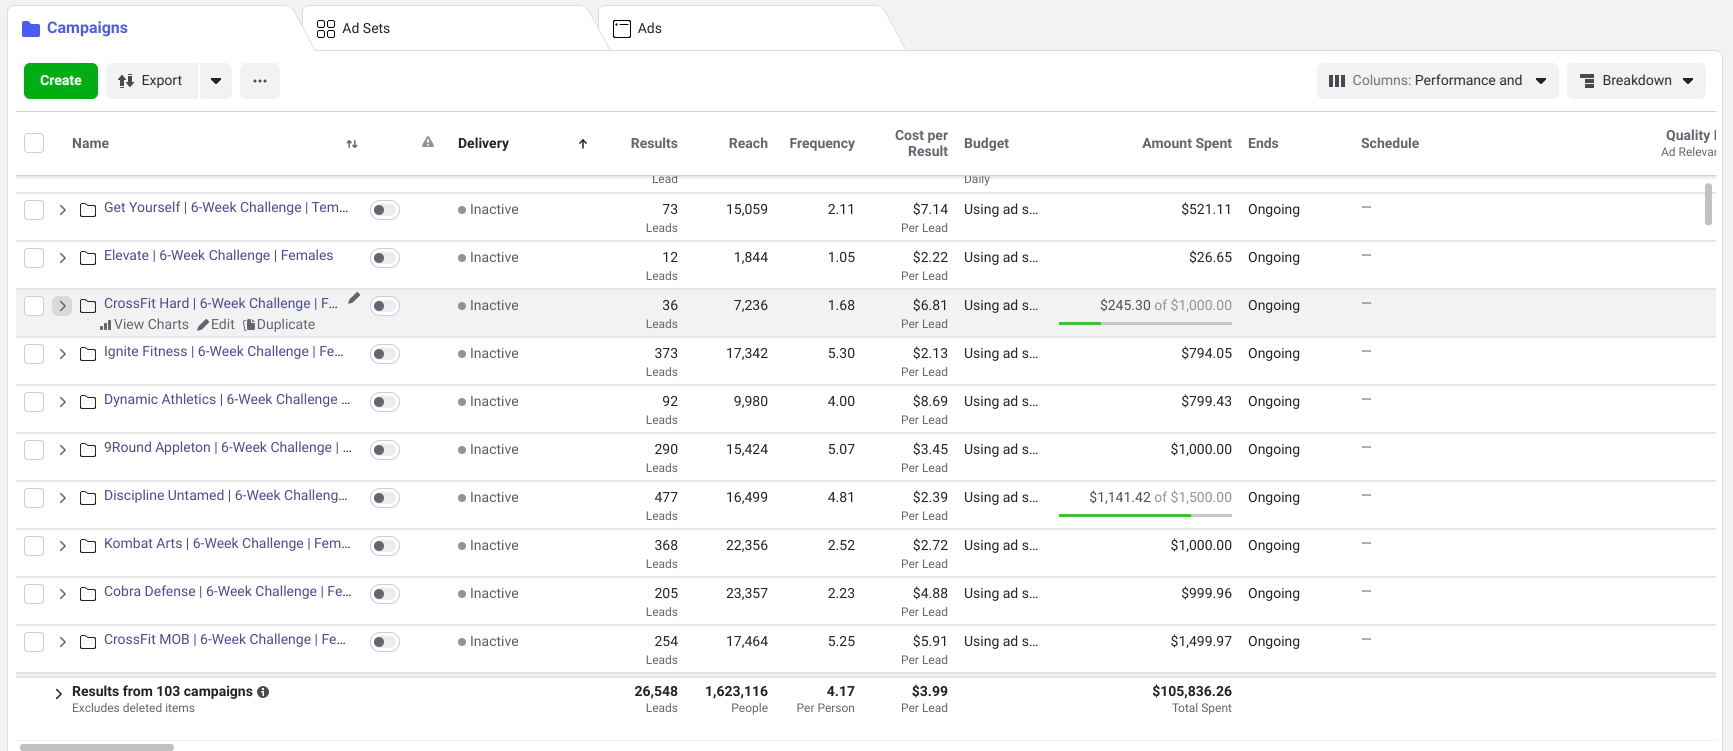 Campaigns
Ad Sets
Ads
Create
Export
Columns: Performance and
Breakdown
Name Delivery Results Reach Frequency Cost per Result Budget Amount Spent Ends Schedule Quality
Ad Relevar
Lead Daily
Get Yourself | 6-Week Challenge | Tem... Inactive 73 15,059 2.11 $7.14 Using ad s... $521.11 Ongoing —
Leads Per Lead
Elevate | 6-Week Challenge | Females Inactive 12 1,844 1.05 $2.22 Using ad s... $26.65 Ongoing —
Leads Per Lead
CrossFit Hard | 6-Week Challenge | F... Inactive 36 7,236 1.68 $6.81 Using ad s... $245.30 of $1,000.00 Ongoing —
View Charts Edit Duplicate Leads Per Lead
Ignite Fitness | 6-Week Challenge | Fe... Inactive 373 17,342 5.30 $2.13 Using ad s... $794.05 Ongoing —
Leads Per Lead
Dynamic Athletics | 6-Week Challenge ... Inactive 92 9,980 4.00 $8.69 Using ad s... $799.43 Ongoing —
Leads Per Lead
9Round Appleton | 6-Week Challenge | ... Inactive 290 15,424 5.07 $3.45 Using ad s... $1,000.00 Ongoing —
Leads Per Lead
Discipline Untamed | 6-Week Challeng... Inactive 477 16,499 4.81 $2.39 Using ad s... $1,141.42 of $1,500.00 Ongoing —
Leads Per Lead
Kombat Arts | 6-Week Challenge | Fem... Inactive 368 22,356 2.52 $2.72 Using ad s... $1,000.00 Ongoing —
Leads Per Lead
Cobra Defense | 6-Week Challenge | Fe... Inactive 205 23,357 2.23 $4.88 Using ad s... $999.96 Ongoing —
Leads Per Lead
CrossFit MOB | 6-Week Challenge | Fe... Inactive 254 17,464 5.25 $5.91 Using ad s... $1,499.97 Ongoing —
Leads Per Lead
Results from 103 campaigns 26,548 1,623,116 4.17 $3.99 $105,836.26
Excludes deleted items Leads People Per Person Per Lead Total Spent